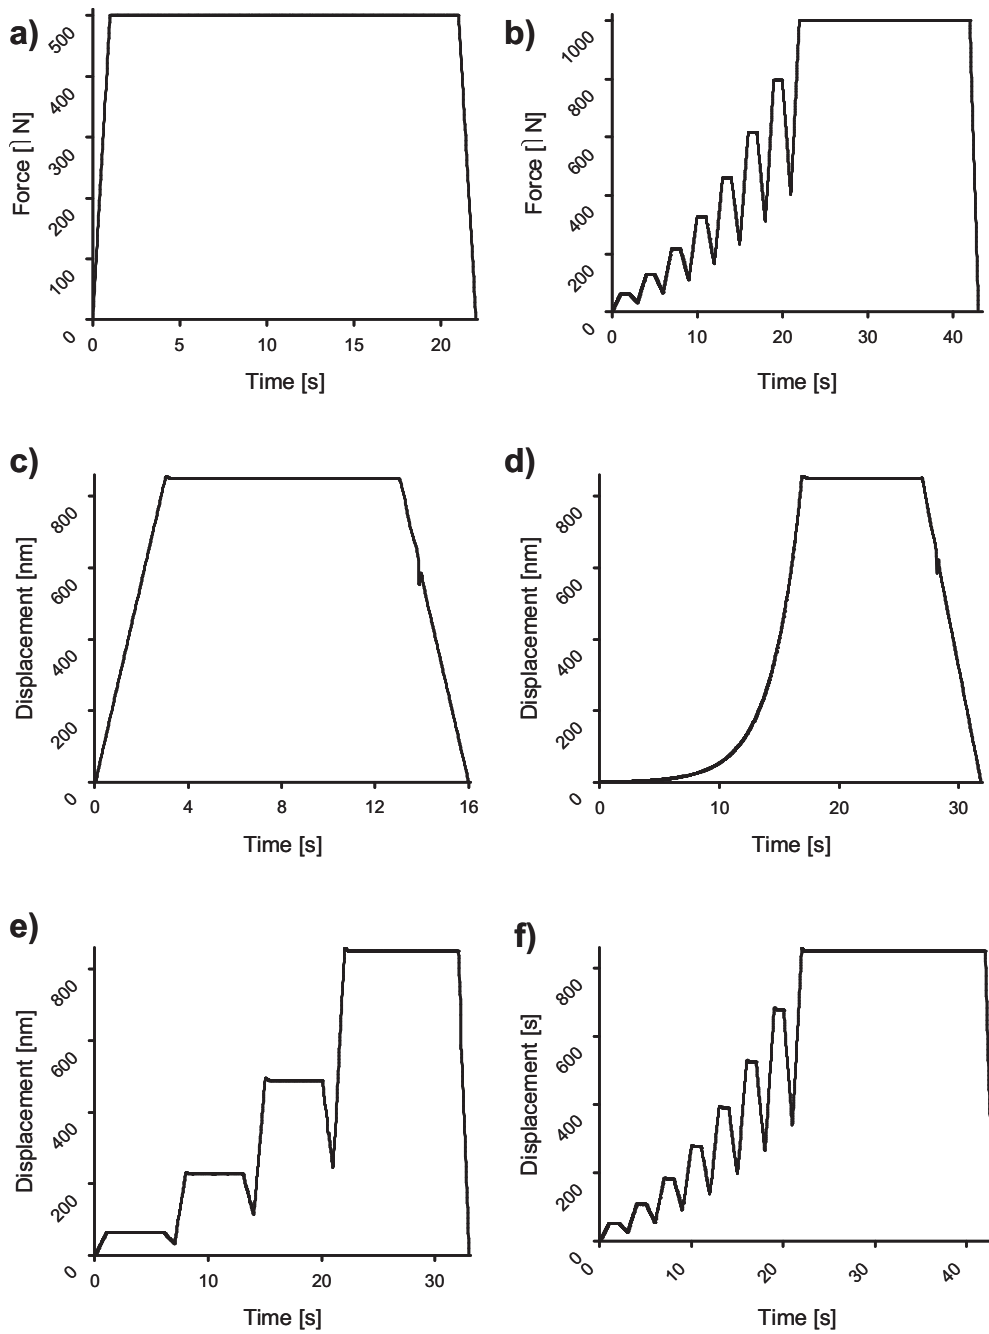 a)
500
400
300
200
100
0
Force [⌉ N]
0 5 10 15 20
Time [s]
b)
1000
800
600
400
200
0
Force [⌉ N]
0 10 20 30 40
Time [s]
c)
800
600
400
200
0
Displacement [nm]
0 4 8 12 16
Time [s]
d)
800
600
400
200
0
Displacement [nm]
0 10 20 30
Time [s]
e)
800
600
400
200
0
Displacement [nm]
0 10 20 30
Time [s]
f)
800
600
400
200
0
Displacement [s]
0 10 20 30 40
Time [s]